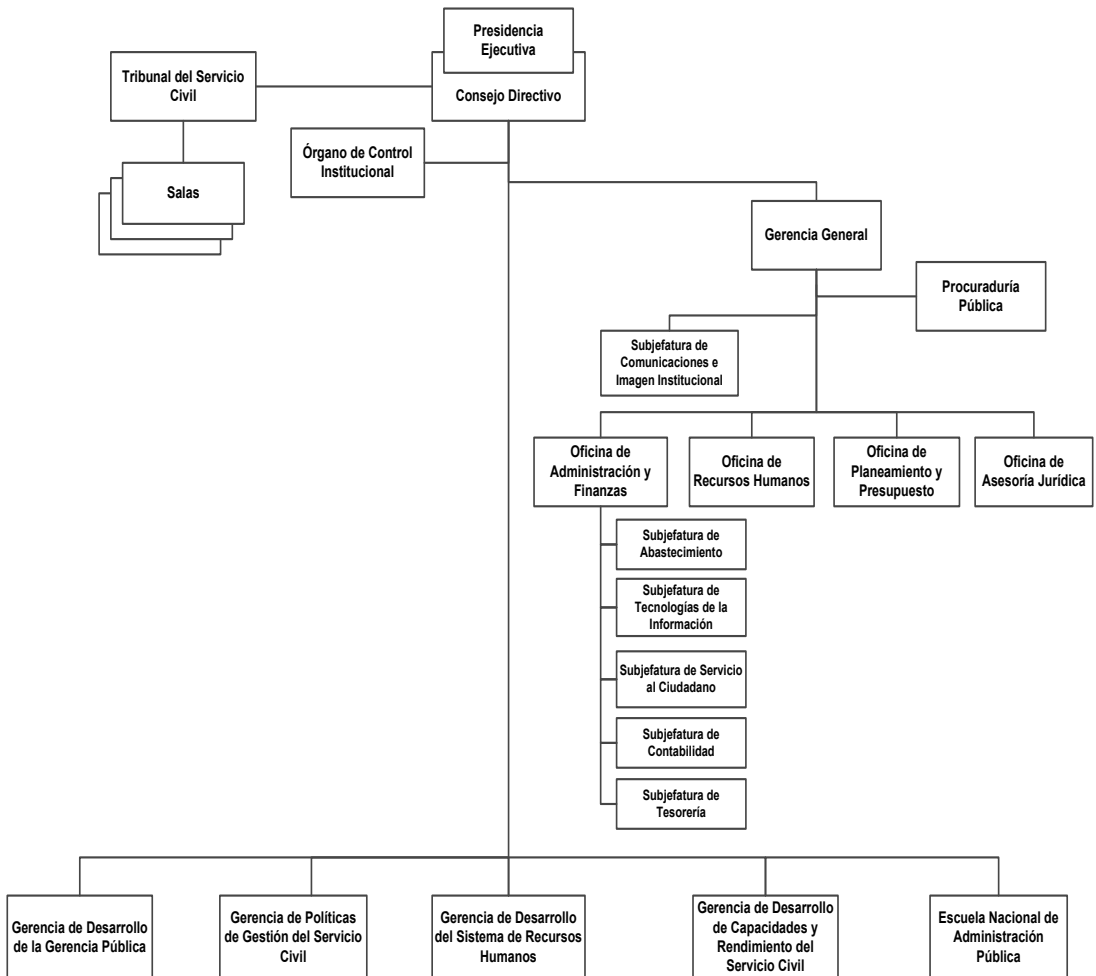 Presidencia
Ejecutiva
Consejo Directivo
Tribunal del Servicio
Civil
Órgano de Control
Institucional
Salas
Gerencia General
Procuraduría
Pública
Subjefatura de
Comunicaciones e
Imagen Institucional
Oficina de
Administración y
Finanzas
Oficina de
Recursos Humanos
Oficina de
Planeamiento y
Presupuesto
Oficina de
Asesoría Jurídica
Subjefatura de
Abastecimiento
Subjefatura de
Tecnologías de la
Información
Subjefatura de Servicio
al Ciudadano
Subjefatura de
Contabilidad
Subjefatura de
Tesorería
Gerencia de Desarrollo
de la Gerencia Pública
Gerencia de Políticas
de Gestión del Servicio
Civil
Gerencia de Desarrollo
del Sistema de Recursos
Humanos
Gerencia de Desarrollo
de Capacidades y
Rendimiento del
Servicio Civil
Escuela Nacional de
Administración
Pública